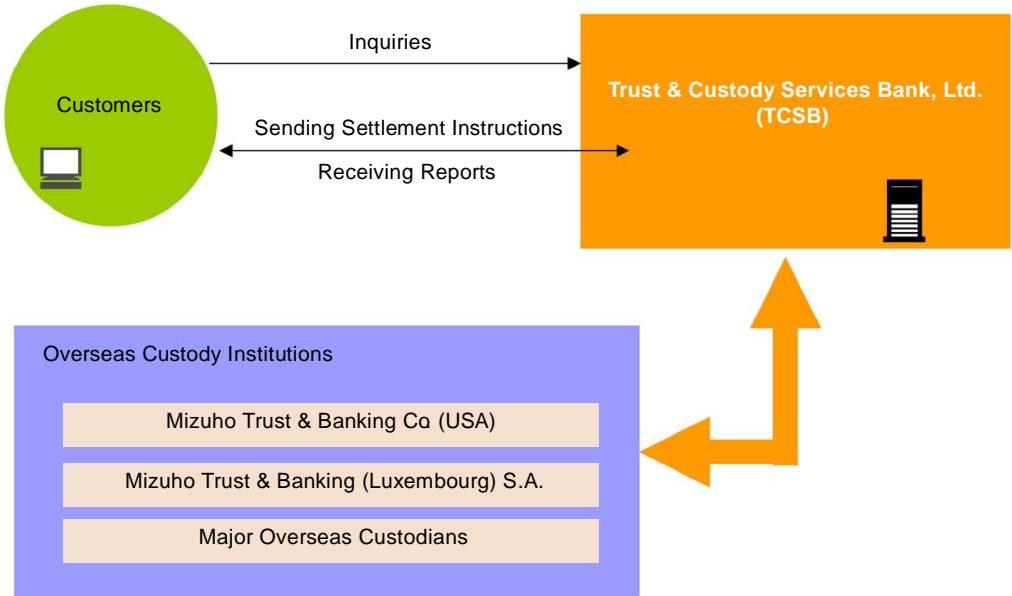 Inquiries
Customers
Trust & Custody Services Bank, Ltd.
(TCSB)
Sending Settlement Instructions
Receiving Reports
Overseas Custody Institutions
Mizuho Trust & Banking Co. (USA)
Mizuho Trust & Banking (Luxembourg) S.A.
Major Overseas Custodians